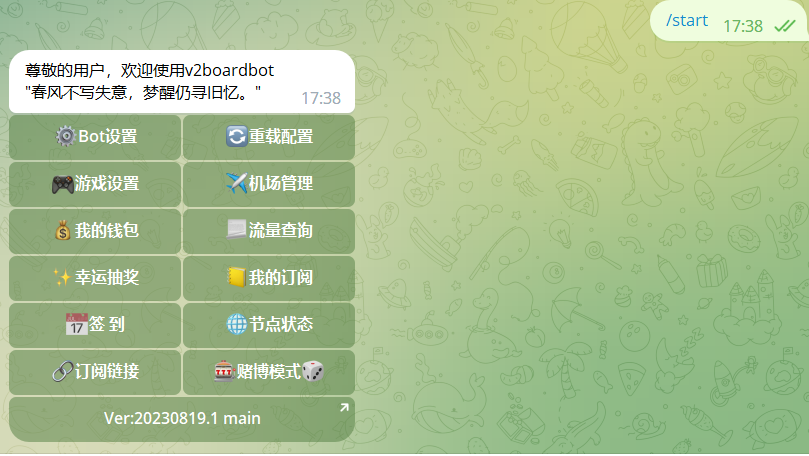 /start 17:38
尊敬的用户，欢迎使用v2boardbot
"春风不写失意，梦醒仍寻旧忆。" 17:38
Bot设置
重载配置
游戏设置
机场管理
我的钱包
流量查询
幸运抽奖
我的订阅
17签 到
节点状态
订阅链接
赌博模式
Ver:20230819.1 main